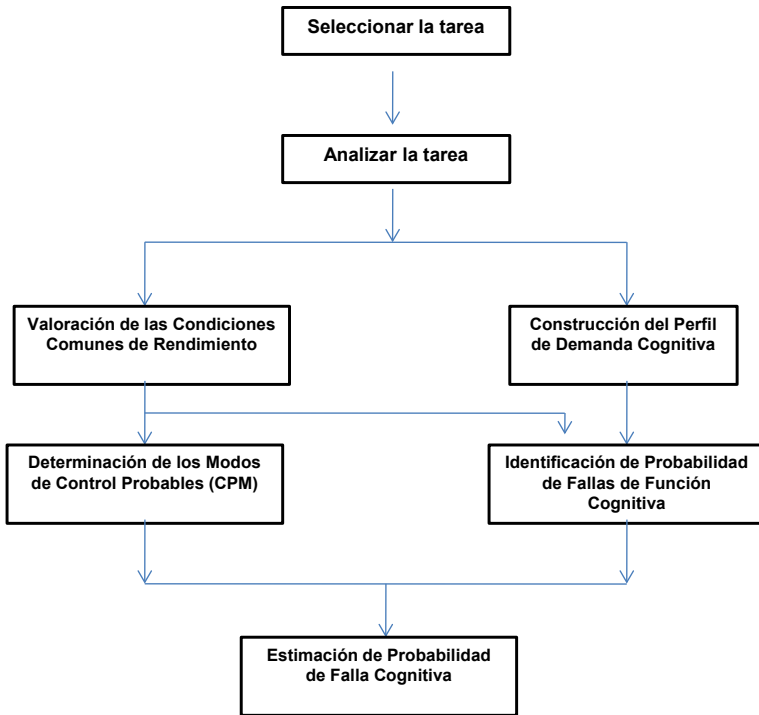 Seleccionar la tarea
Analizar la tarea
Valoración de las Condiciones
Comunes de Rendimiento
Construcción del Perfil
de Demanda Cognitiva
Determinación de los Modos
de Control Probables (CPM)
Identificación de Probabilidad
de Fallas de Función
Cognitiva
Estimación de Probabilidad
de Falla Cognitiva